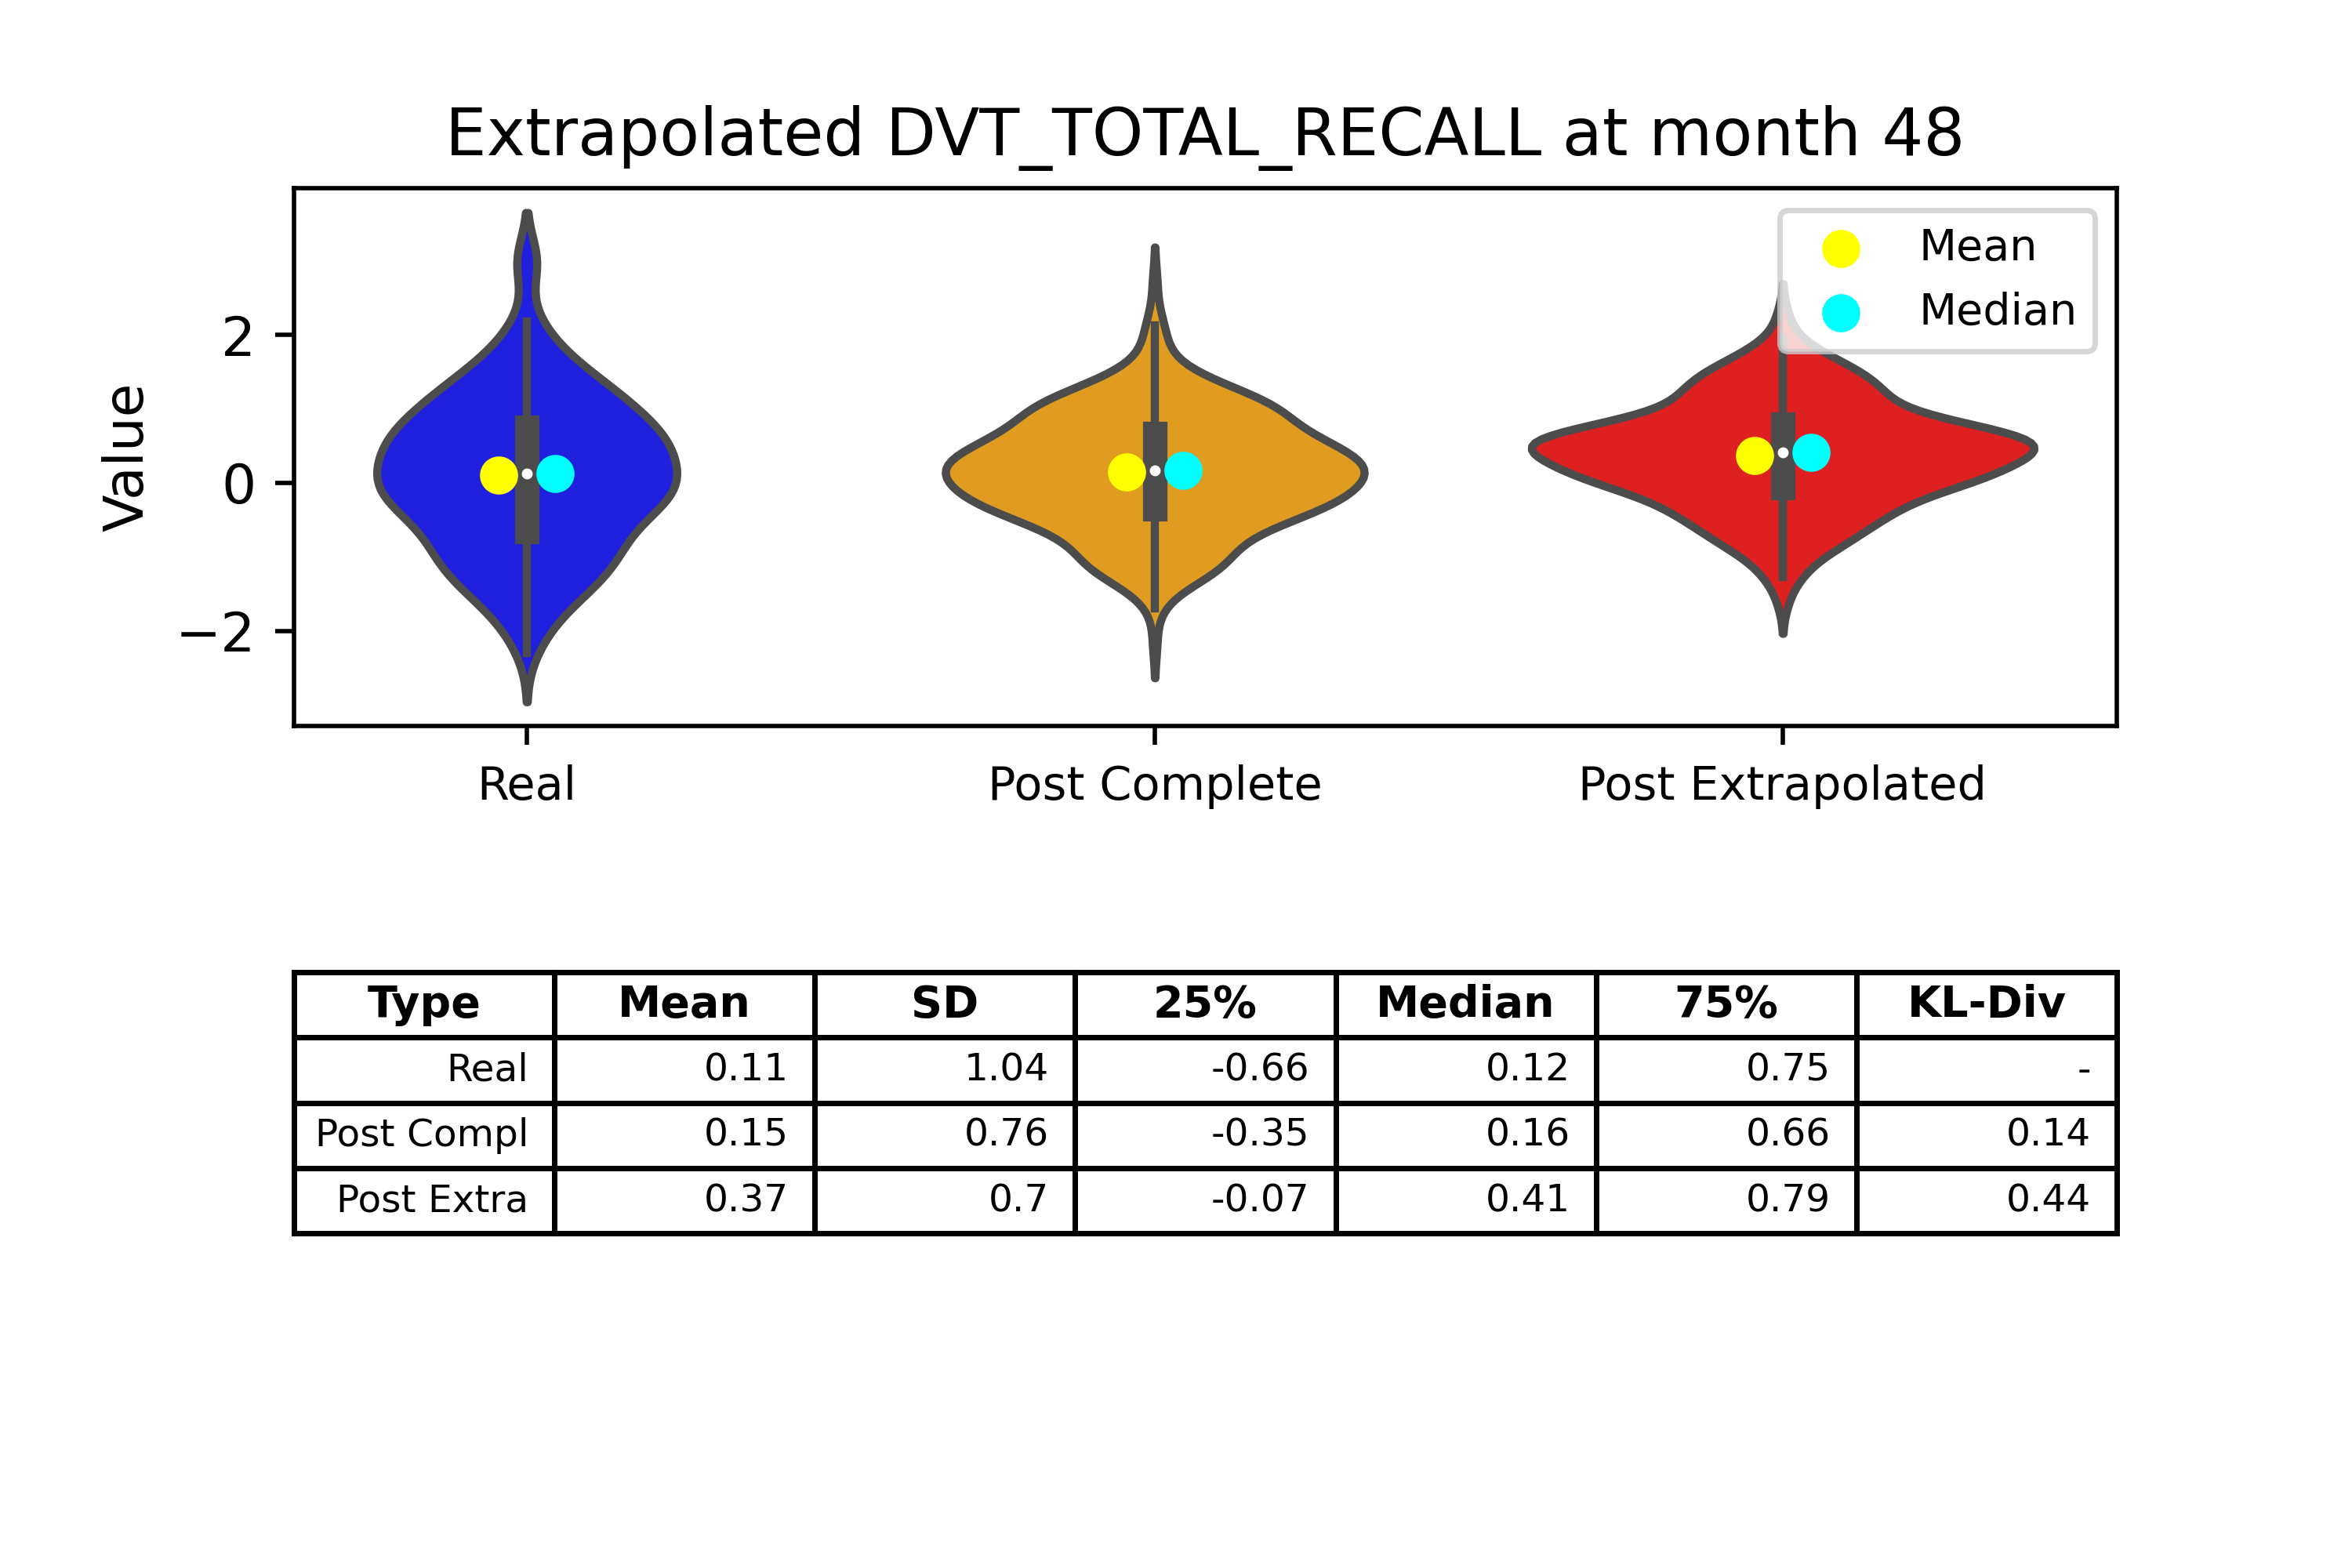 Extrapolated DVT_TOTAL_RECALL at month 48
Mean
Median
Value
2
0
−2
Real Post Complete Post Extrapolated
Type Mean SD 25% Median 75% KL-Div
Real 0.11 1.04 -0.66 0.12 0.75 -
Post Compl 0.15 0.76 -0.35 0.16 0.66 0.14
Post Extra 0.37 0.7 -0.07 0.41 0.79 0.44